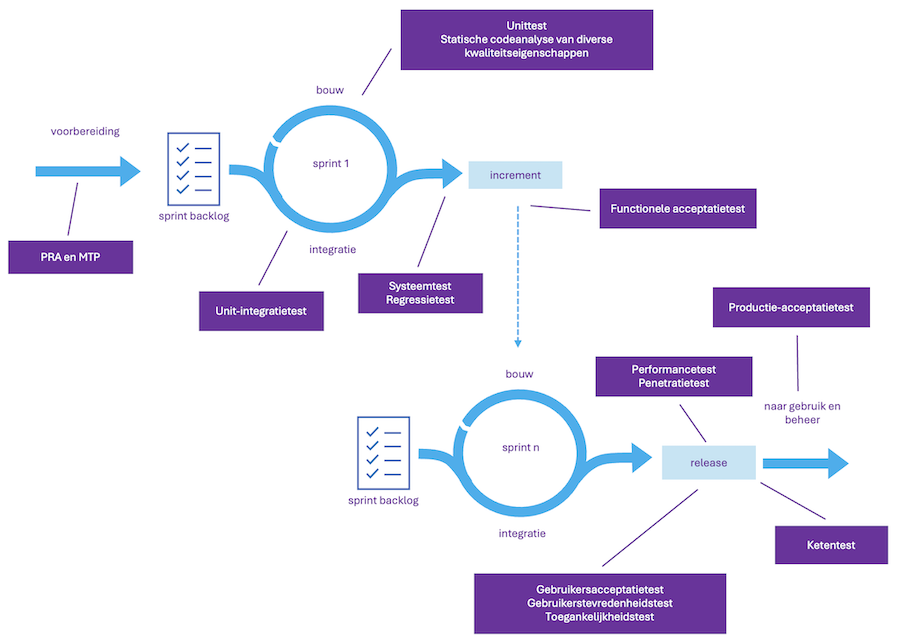 Unittest
Statische codeanalyse van diverse
kwaliteitseigenschappen
bouw
voorbereiding
sprint 1
increment
sprint backlog
Functionele acceptatietest
integratie
PRA en MTP
Systeemtest
Regressietest
Unit-integratietest
Productie-acceptatietest
bouw
Performancetest
Penetratietest
naar gebruik en
beheer
sprint n
release
sprint backlog
integratie
Ketentest
Gebruikersacceptatietest
Gebruikerstevredenheidstest
Toegankelijkheidstest